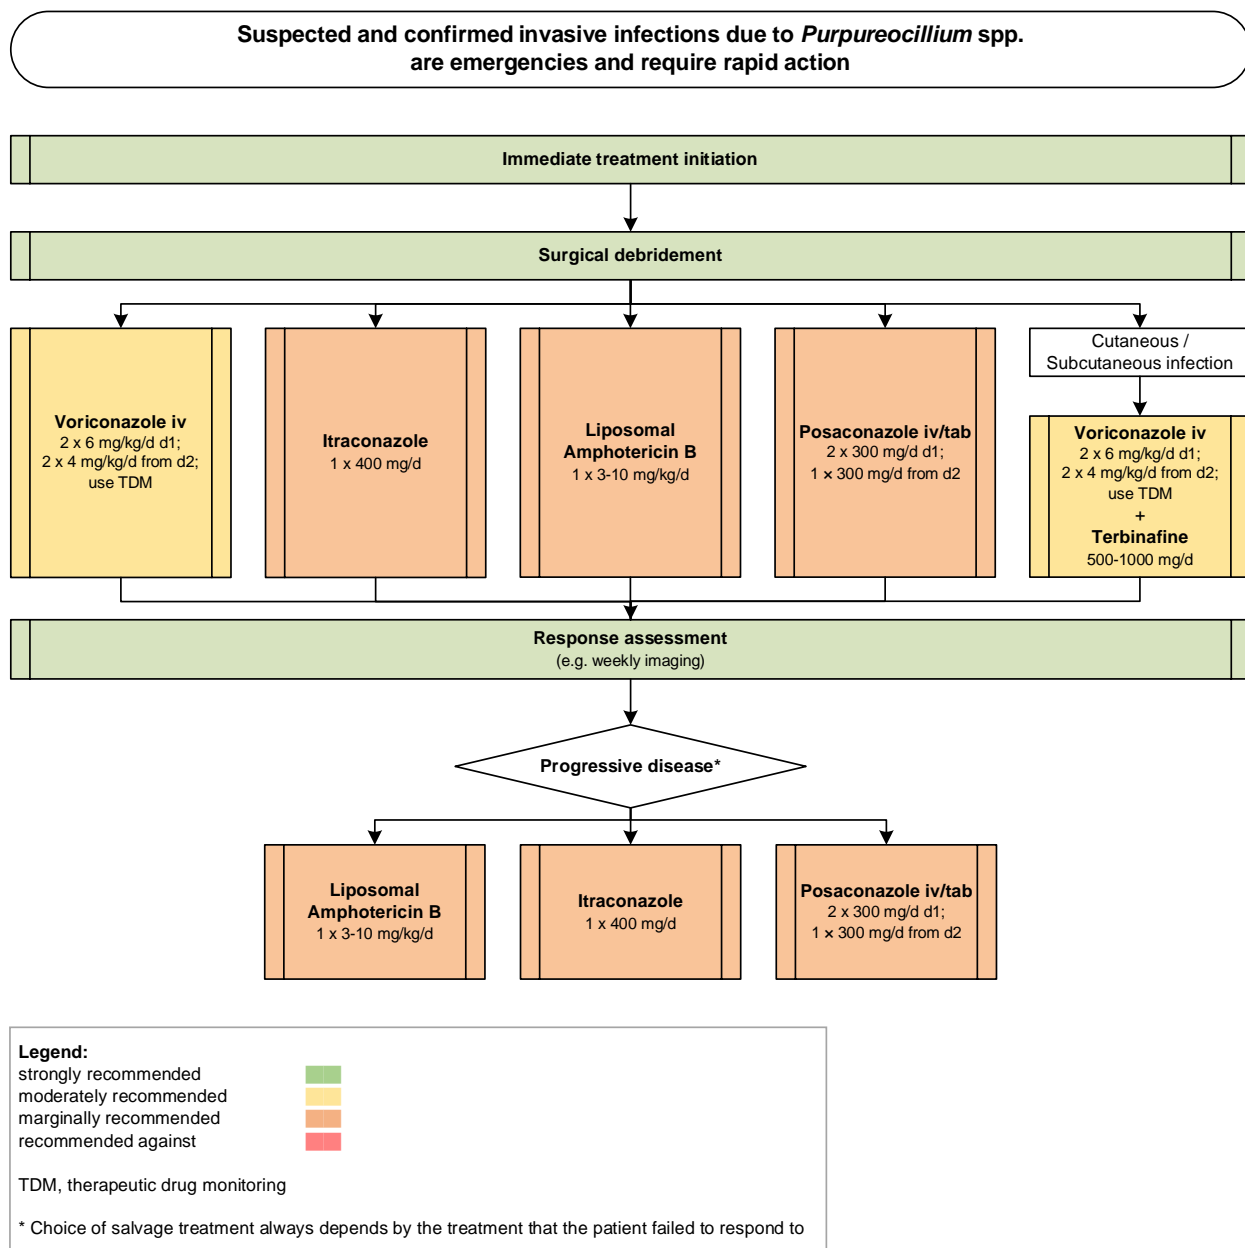 Suspected and confirmed invasive infections due to Purpureocillium spp.
are emergencies and require rapid action
Immediate treatment initiation
Surgical debridement
Voriconazole iv
2 x 6 mg/kg/d d1;
2 x 4 mg/kg/d from d2;
use TDM
Itraconazole
1 x 400 mg/d
Liposomal
Amphotericin B
1 x 3-10 mg/kg/d
Posaconazole iv/tab
2 x 300 mg/d d1;
1 × 300 mg/d from d2
Cutaneous /
Subcutaneous infection
Voriconazole iv
2 x 6 mg/kg/d d1;
2 x 4 mg/kg/d from d2;
use TDM
+
Terbinafine
500-1000 mg/d
Response assessment
(e.g. weekly imaging)
Progressive disease*
Liposomal
Amphotericin B
1 x 3-10 mg/kg/d
Itraconazole
1 x 400 mg/d
Posaconazole iv/tab
2 x 300 mg/d d1;
1 × 300 mg/d from d2
Legend:
strongly recommended
moderately recommended
marginally recommended
recommended against
TDM, therapeutic drug monitoring
* Choice of salvage treatment always depends by the treatment that the patient failed to respond to